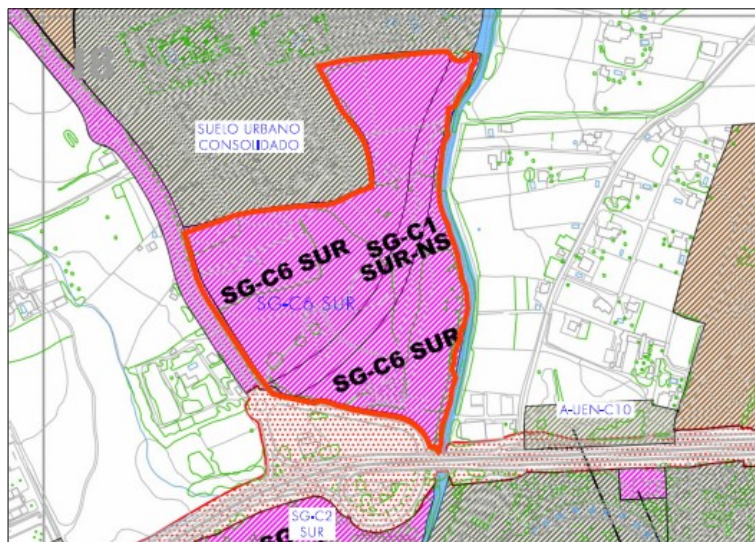 SUELO URBANO
CONSOLIDADO
SG-C6 SUR
SG-C1
SUR-NS
SG-C6 SUR
SG-C6 SUR
A-UEN-C10
SG-C2
SUR